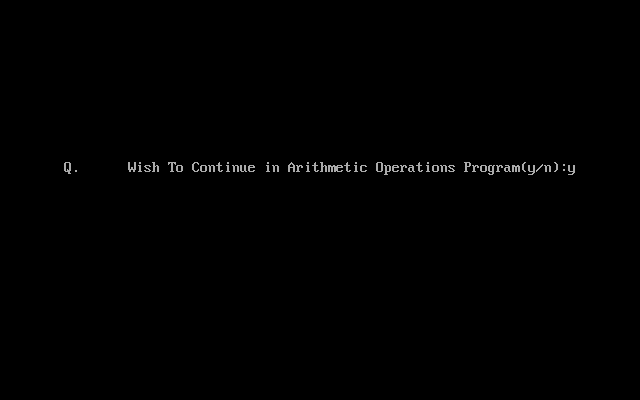 Q. Wish To Continue in Arithmetic Operations Program(y/n):y